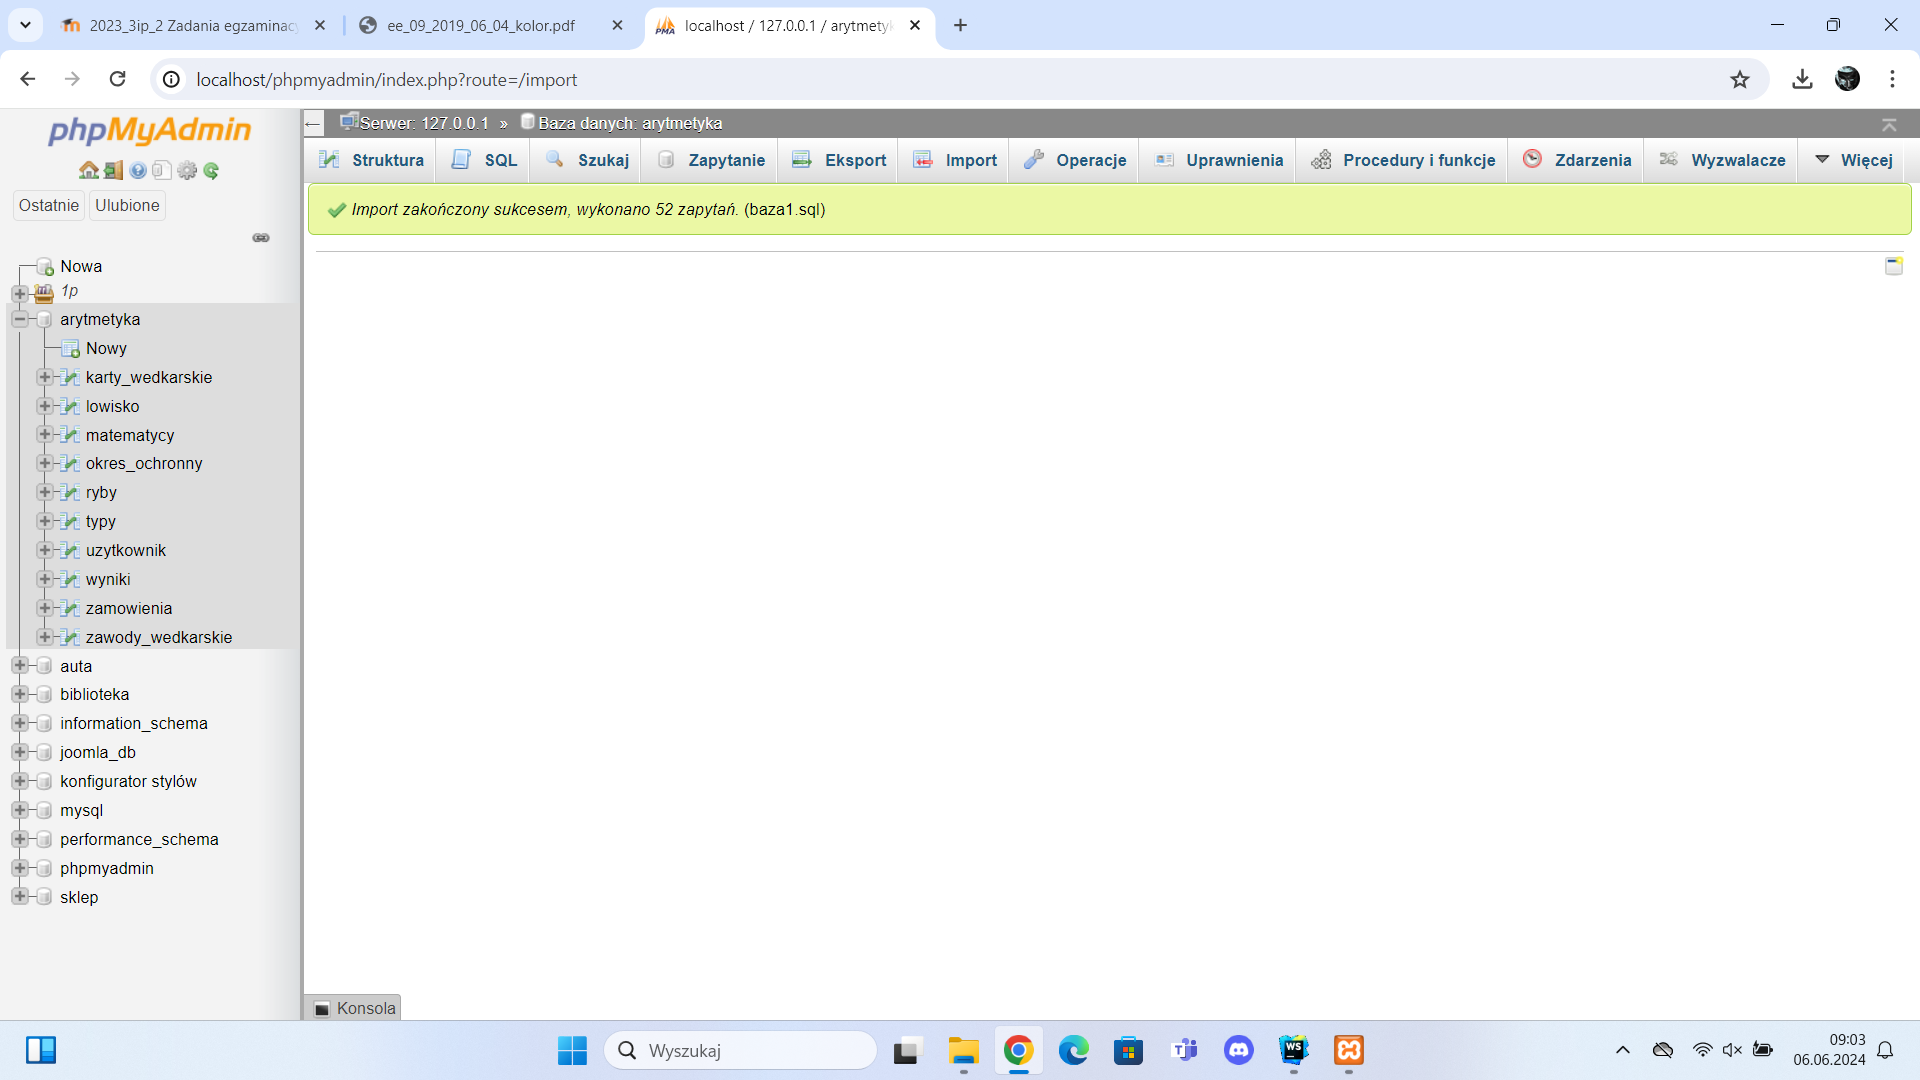 2023_3ip_2 Zadania egzaminacy
ee_09_2019_06_04_kolor.pdf
PMA
localhost / 127.0.0.1 / arytmetyk
localhost/phpmyadmin/index.php?route=/import
phpMyAdmin
Ostatnie
Ulubione
Nowa
1p
arytmetyka
Nowy
karty_wedkarskie
lowisko
matematycy
okres_ochronny
ryby
typy
uzytkownik
wyniki
zamowienia
zawody_wedkarskie
auta
biblioteka
information_schema
joomla_db
konfigurator stylów
mysql
performance_schema
phpmyadmin
sklep
Serwer: 127.0.0.1 » Baza danych: arytmetyka
Struktura
SQL
Szukaj
Zapytanie
Eksport
Import
Operacje
Uprawnienia
Procedury i funkcje
Zdarzenia
Wyzwalacze
Więcej
Import zakończony sukcesem, wykonano 52 zapytań. (baza1.sql)
Konsola
Wyszukaj
WS
09:03
06.06.2024